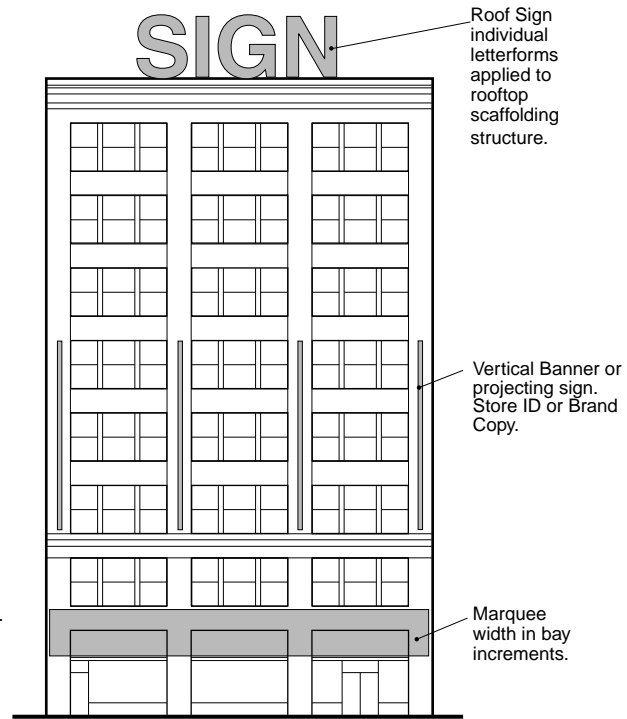 SIGN
Roof Sign
individual
letterforms
applied to
rooftop
scaffolding
structure.
Vertical Banner or
projecting sign.
Store ID or Brand
Copy.
Marquee
width in bay
increments.